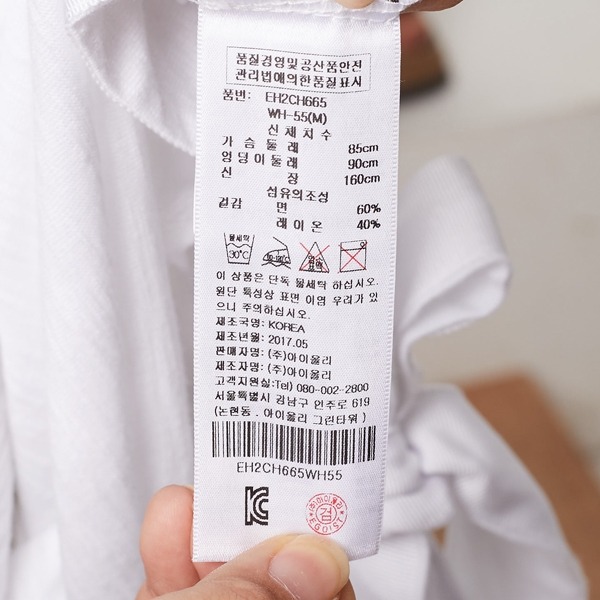 품질경영및공산품안전
관리법에의한품질표시
품번: EH2CH665
WH-55(M)
신체치수
가슴둘레 85cm
엉덩이둘레 90cm
신장 160cm
섬유의조성
겉감 면 60%
레이온 40%
물세탁
30°C
이 상품은 단독 물세탁 하십시오.
원단 특성상 표면 이염 우려가 있
으니 주의하십시오.
제조국명: KOREA
제조년월: 2017.05
판매자명: (주)아이올리
제조자명: (주)아이올리
고객지원실:Tel) 080-002-2800
서울특별시 강남구 언주로 619
(논현동 . 아이올리 그린타워 )
EH2CH665WH55
KC
(주)아이올리
검
EGOIST